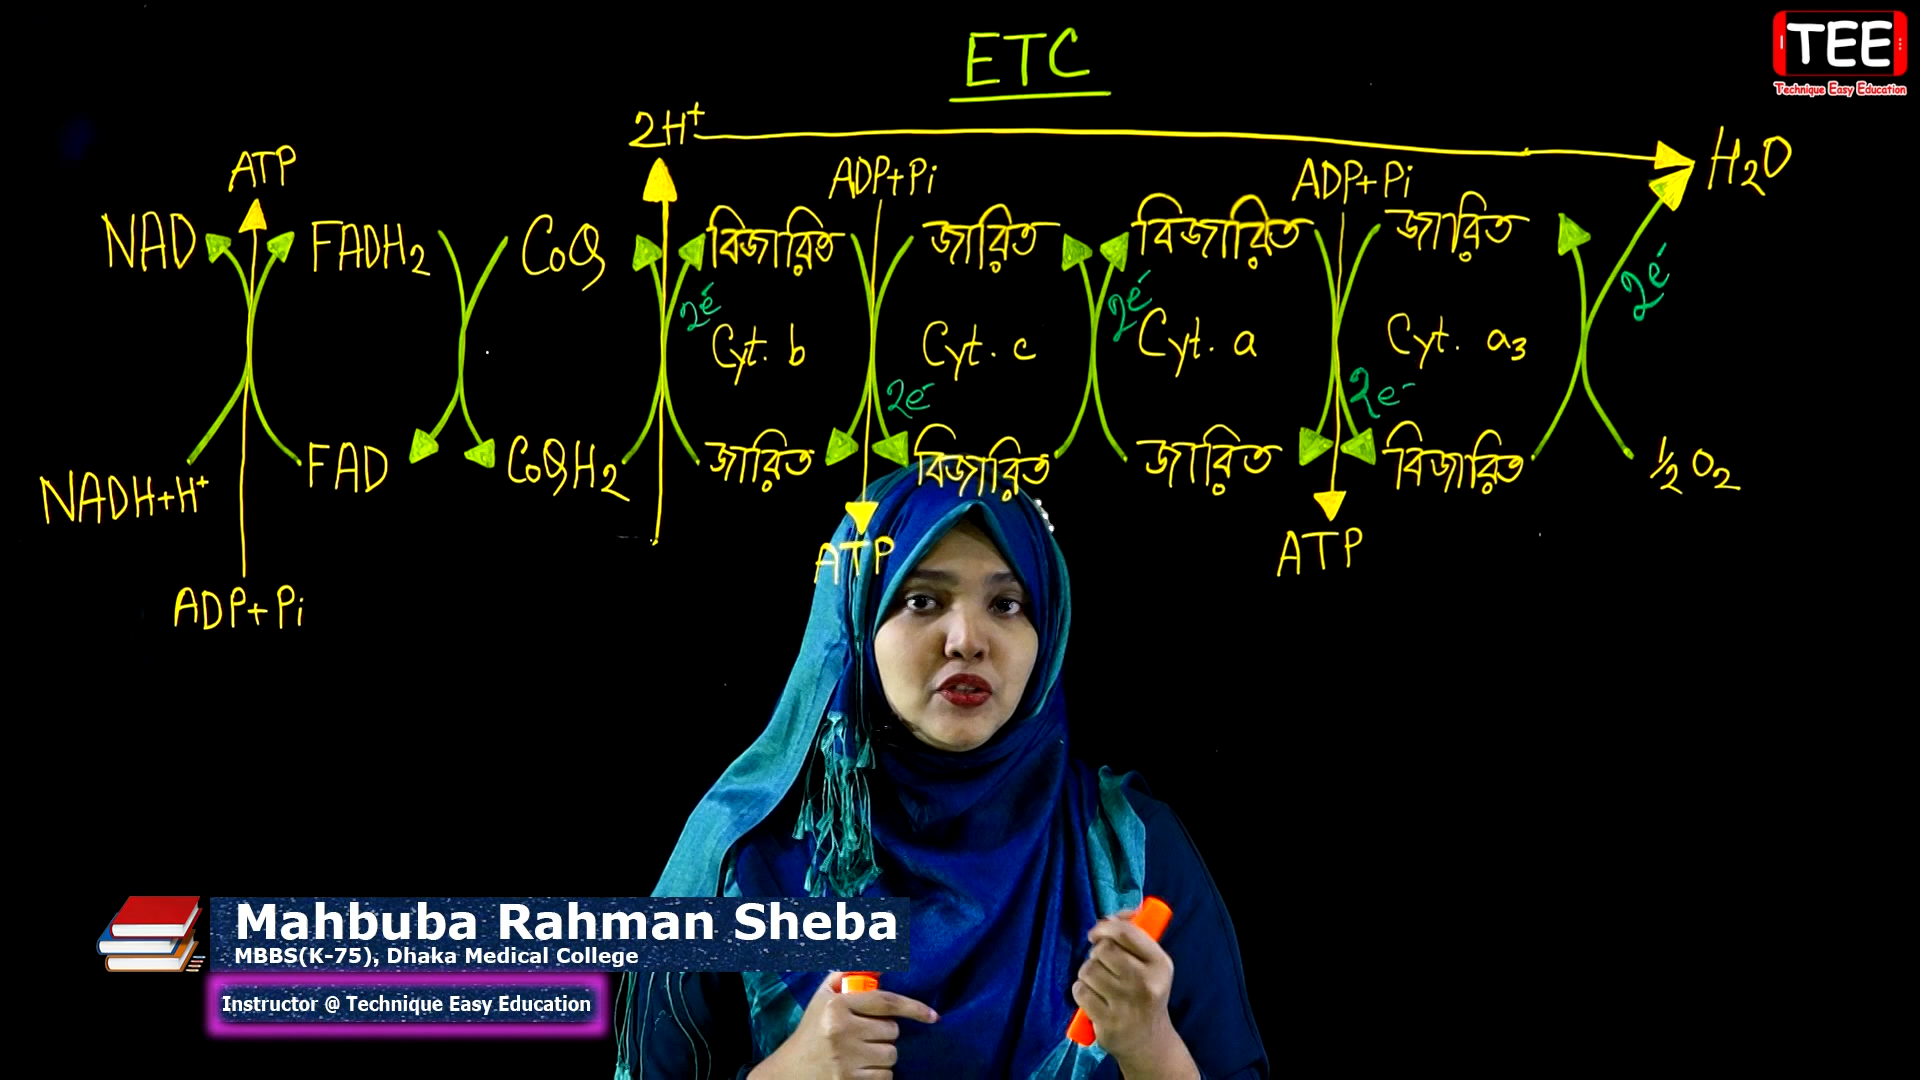 ETC
TEE
Technique Easy Education
2H⁺
H₂O
ATP
ADP+Pi
ADP+Pi
NAD
FADH₂
CoQ
বিজারিত
জারিত
বিজারিত
জারিত
2e⁻
2e⁻
2e⁻
Cyt. b
Cyt. c
Cyt. a
Cyt. a₃
2e⁻
2e⁻
NADH+H⁺
FAD
CoQH₂
জারিত
বিজারিত
জারিত
বিজারিত
½O₂
ATP
ATP
ADP+Pi
Mahbuba Rahman Sheba
MBBS(K-75), Dhaka Medical College
Instructor @ Technique Easy Education